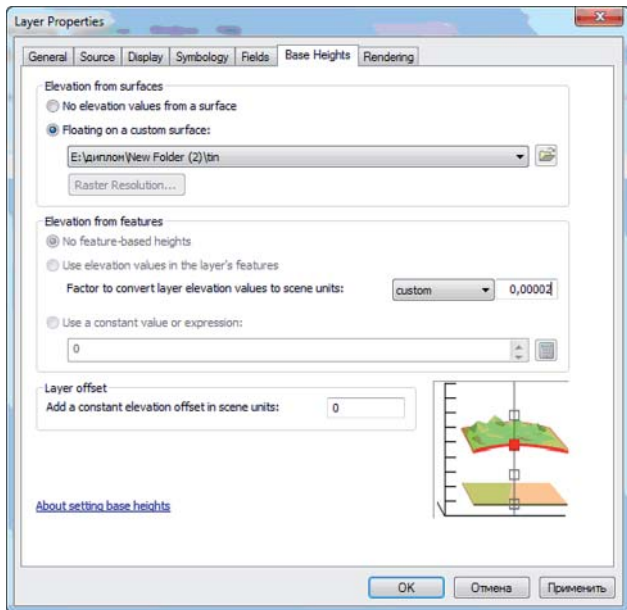 Layer Properties
General Source Display Symbology Fields Base Heights Rendering
Elevation from surfaces
No elevation values from a surface
Floating on a custom surface:
E:\диплом\New Folder (2)\tin
Raster Resolution...
Elevation from features
No feature-based heights
Use elevation values in the layer's features
Factor to convert layer elevation values to scene units: custom 0,00002
Use a constant value or expression:
0
Layer offset
Add a constant elevation offset in scene units: 0
About setting base heights
OK Отмена Применить